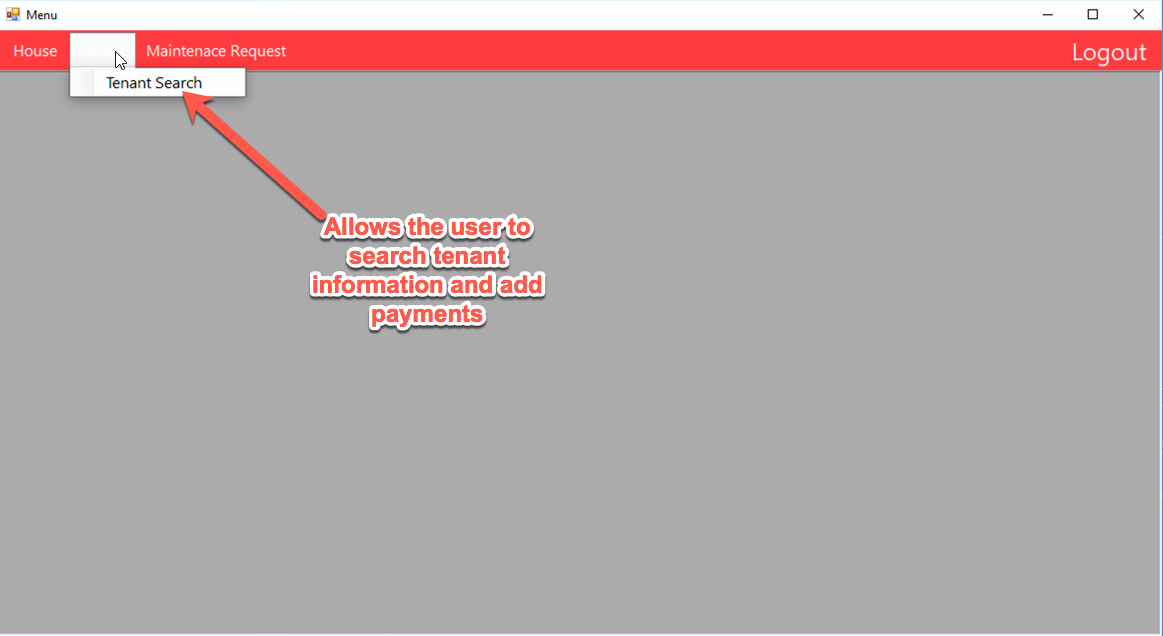 Menu
House Maintenace Request Logout
Tenant Search
Allows the user to
search tenant
information and add
payments